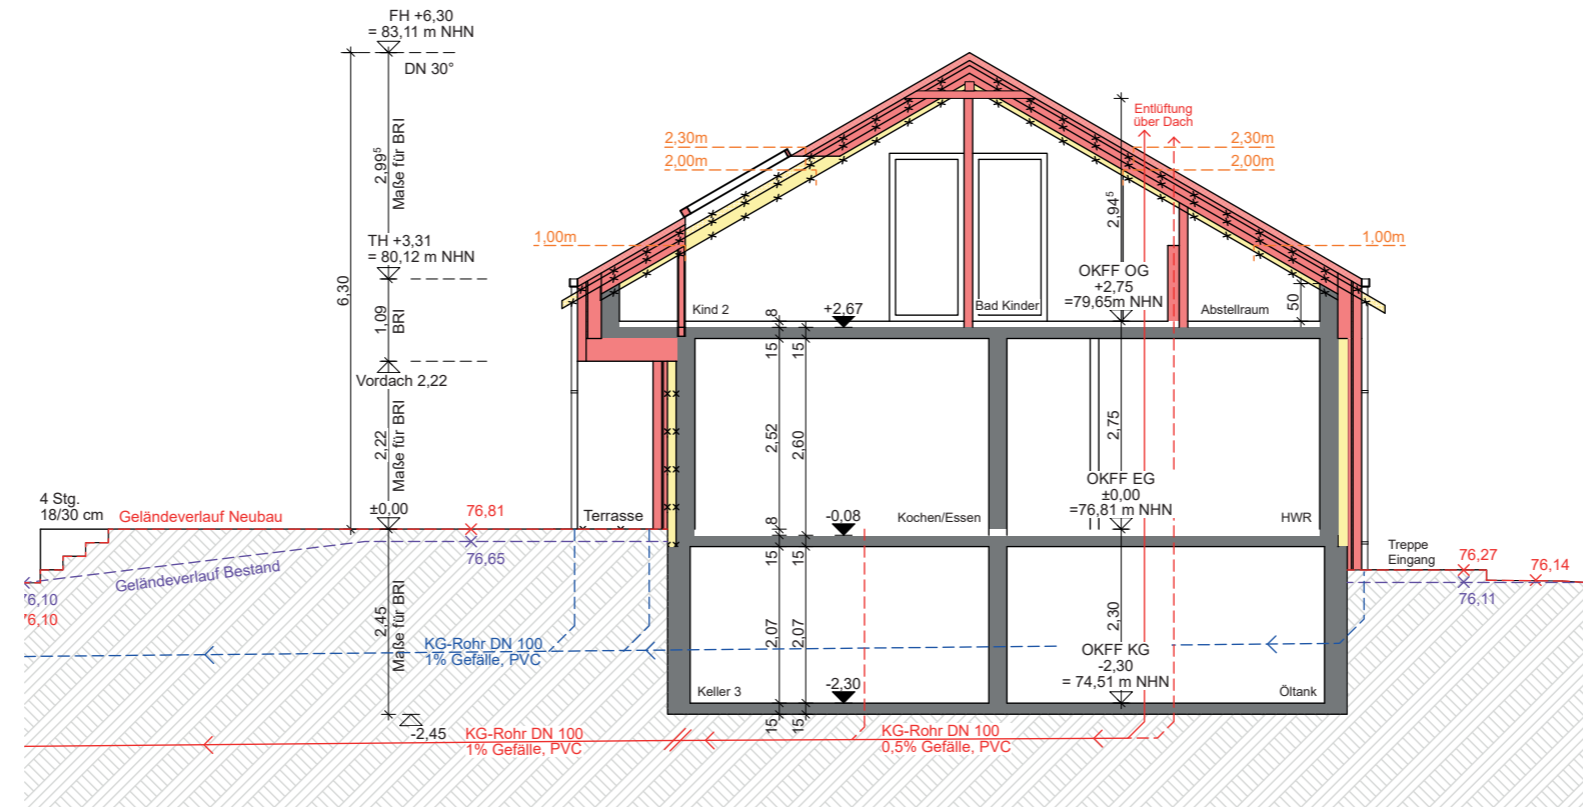 FH +6,30
= 83,11 m NHN
DN 30°
2,99⁵
Maße für BRI
TH +3,31
= 80,12 m NHN
6,30
1,09
BRI
Vordach 2,22
2,22
Maße für BRI
±0,00
4 Stg.
18/30 cm
Geländeverlauf Neubau
76,81
76,65
Geländeverlauf Bestand
76,10
76,10
2,45
Maße für BRI
-2,45
Terrasse
KG-Rohr DN 100
1% Gefälle, PVC
KG-Rohr DN 100
1% Gefälle, PVC
KG-Rohr DN 100
0,5% Gefälle, PVC
2,30m
2,00m
1,00m
Entlüftung
über Dach
2,30m
2,00m
1,00m
2,94⁵
OKFF OG
+2,75
=79,65m NHN
Kind 2
8
+2,67
Bad Kinder
Abstellraum
50
15
15
2,52
2,60
2,75
OKFF EG
±0,00
=76,81 m NHN
8
-0,08
Kochen/Essen
HWR
15
15
2,07
2,07
2,30
OKFF KG
-2,30
= 74,51 m NHN
Keller 3
-2,30
Öltank
15
15
Treppe
Eingang
76,27
76,11
76,14